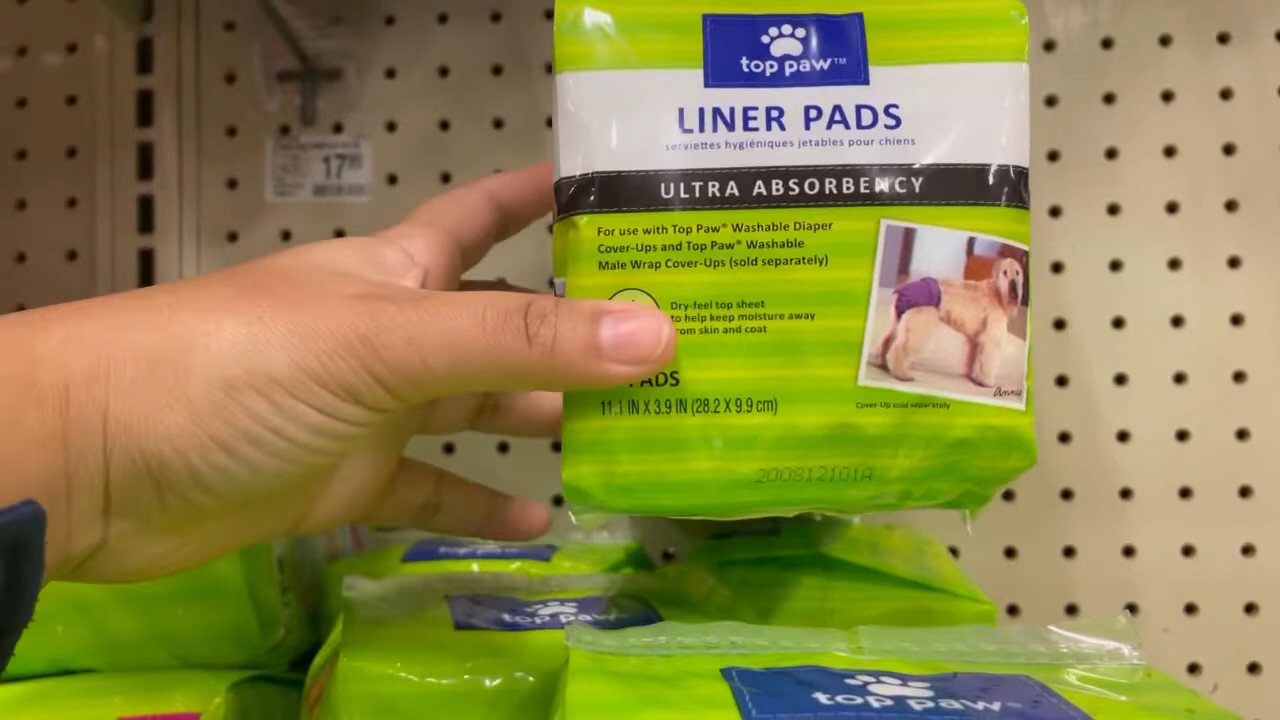 top paw™
LINER PADS
serviettes hygiéniques jetables pour chiens
ULTRA ABSORBENCY
For use with Top Paw® Washable Diaper
Cover-Ups and Top Paw® Washable
Male Wrap Cover-Ups (sold separately)
Dry-feel top sheet
to help keep moisture away
from skin and coat
PADS
11.1 IN X 3.9 IN (28.2 X 9.9 cm)
Annie
Cover-Up sold separately
200812101A
17
top paw
top paw
top paw